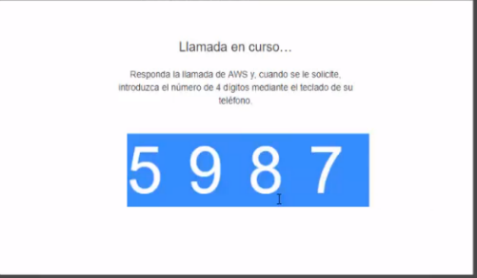 Llamada en curso...
Responda la llamada de AWS y, cuando se le solicite,
introduzca el número de 4 dígitos mediante el teclado de su
teléfono.
5 9 8 7